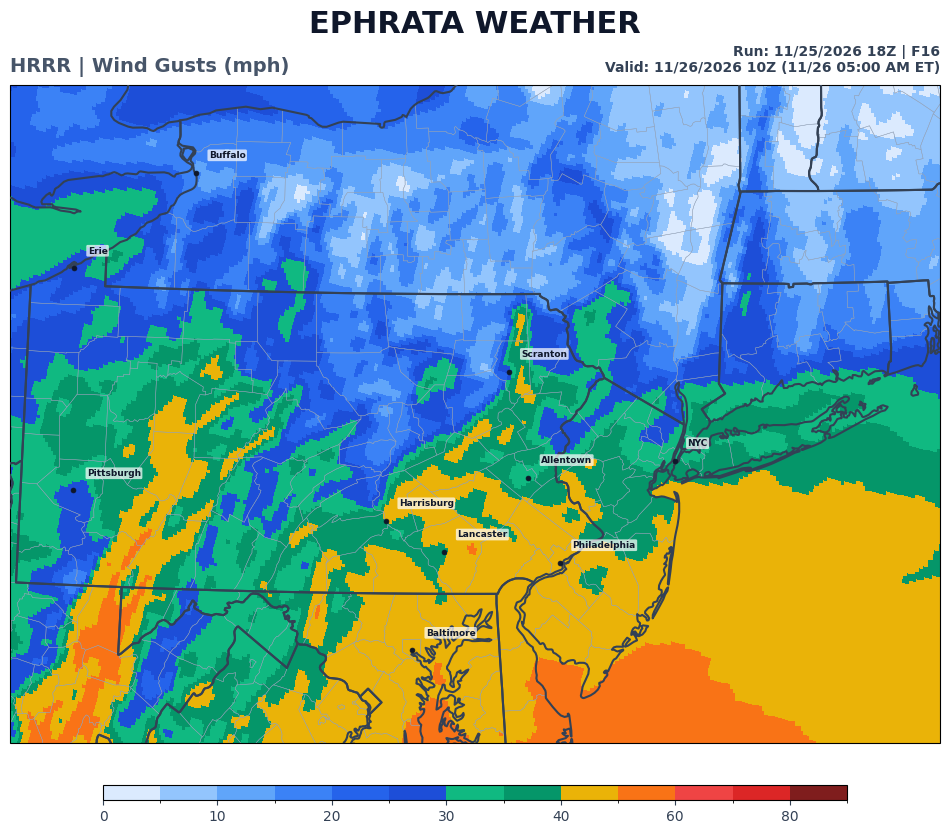 EPHRATA WEATHER
HRRR | Wind Gusts (mph)
Run: 11/25/2026 18Z | F16
Valid: 11/26/2026 10Z (11/26 05:00 AM ET)
Buffalo
Erie
Scranton
NYC
Allentown
Pittsburgh
Harrisburg
Lancaster
Philadelphia
Baltimore
0 10 20 30 40 50 60 70 80